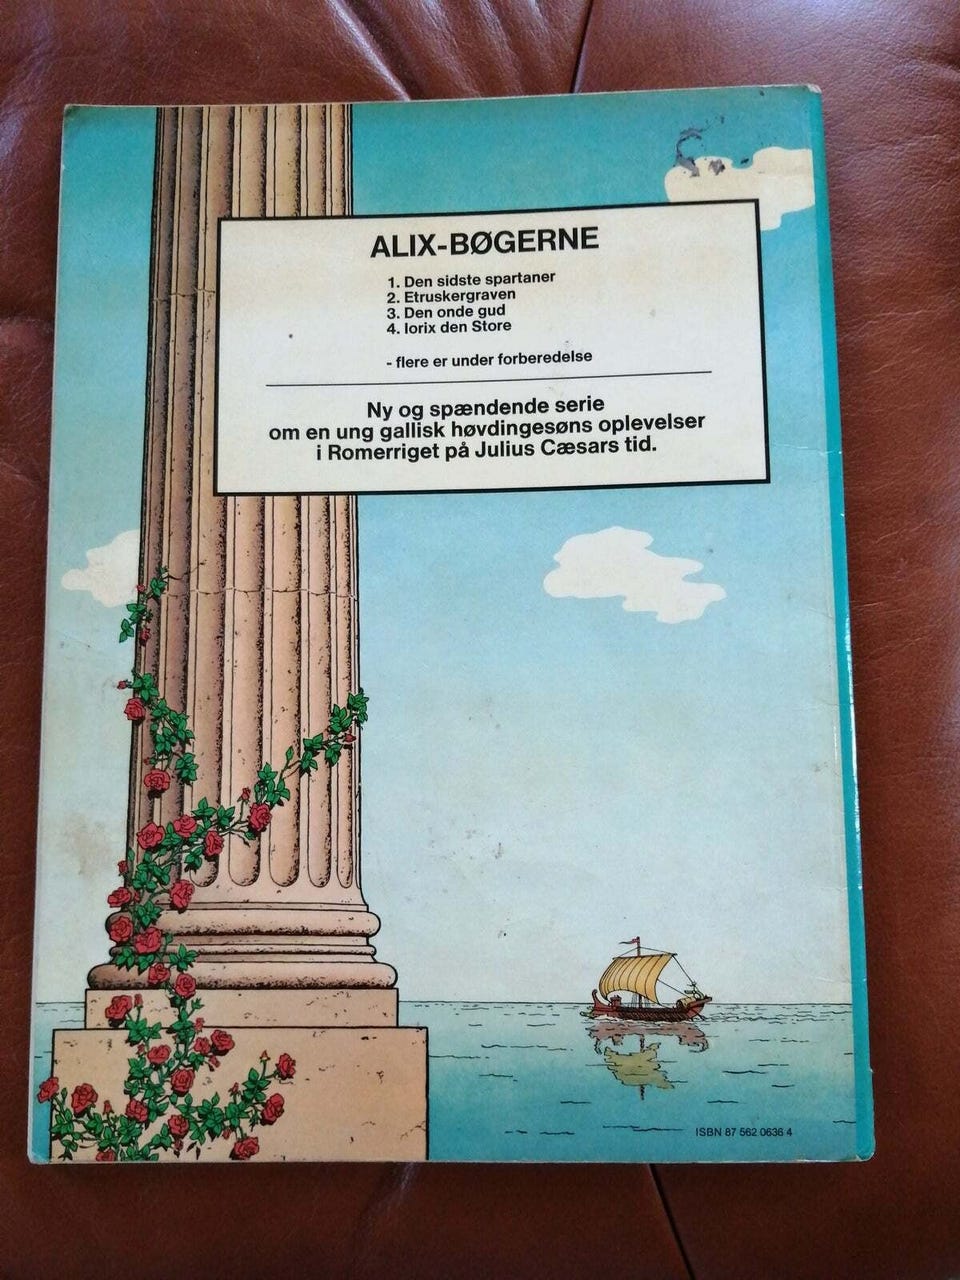 ALIX-BØGERNE
1. Den sidste spartaner
2. Etruskergraven
3. Den onde gud
4. Iorix den Store
- flere er under forberedelse
Ny og spændende serie
om en ung gallisk høvdingesøns oplevelser
i Romerriget på Julius Cæsars tid.
ISBN 87 562 0636 4